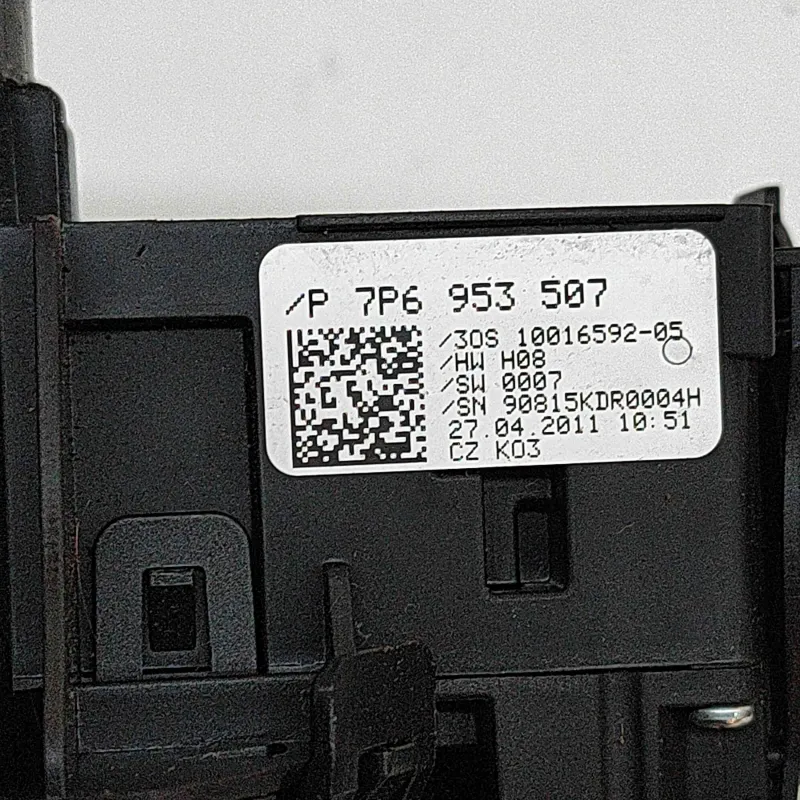 /P 7P6 953 507
/3OS 10016592-05
/HW H08
/SW 0007
/SN 90815KDR0004H
27.04.2011 10:51
CZ K03